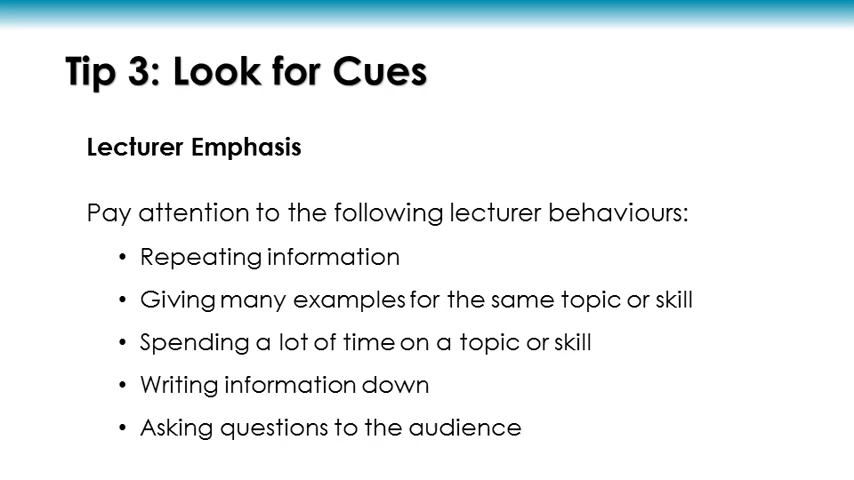 Tip 3: Look for Cues
Lecturer Emphasis
Pay attention to the following lecturer behaviours:
• Repeating information
• Giving many examples for the same topic or skill
• Spending a lot of time on a topic or skill
• Writing information down
• Asking questions to the audience